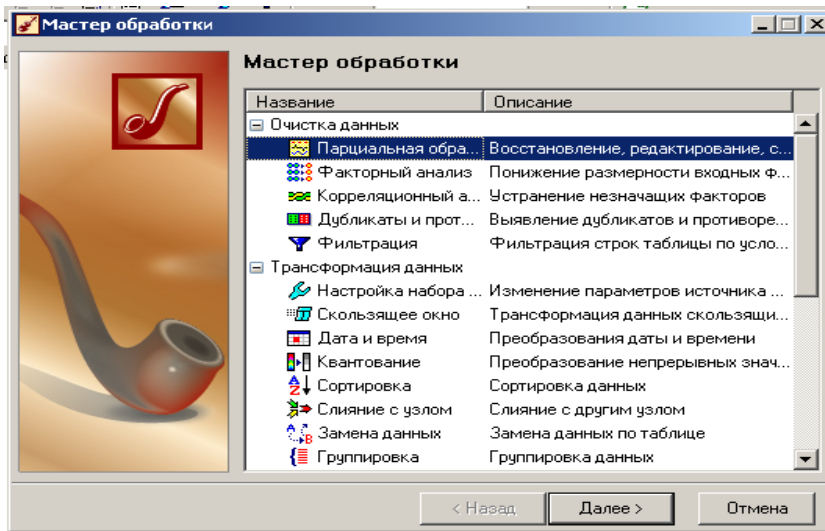 Мастер обработки
Мастер обработки
Название Описание
Очистка данных
Парциальная обра... Восстановление, редактирование, с...
Факторный анализ Понижение размерности входных ф...
Корреляционный а... Устранение незначащих факторов
Дубликаты и прот... Выявление дубликатов и противоре...
Фильтрация Фильтрация строк таблицы по усло...
Трансформация данных
Настройка набора ... Изменение параметров источника ...
Скользящее окно Трансформация данных скользящи...
Дата и время Преобразования даты и времени
Квантование Преобразование непрерывных знач...
Сортировка Сортировка данных
Слияние с узлом Слияние с другим узлом
Замена данных Замена данных по таблице
Группировка Группировка данных
< Назад Далее > Отмена